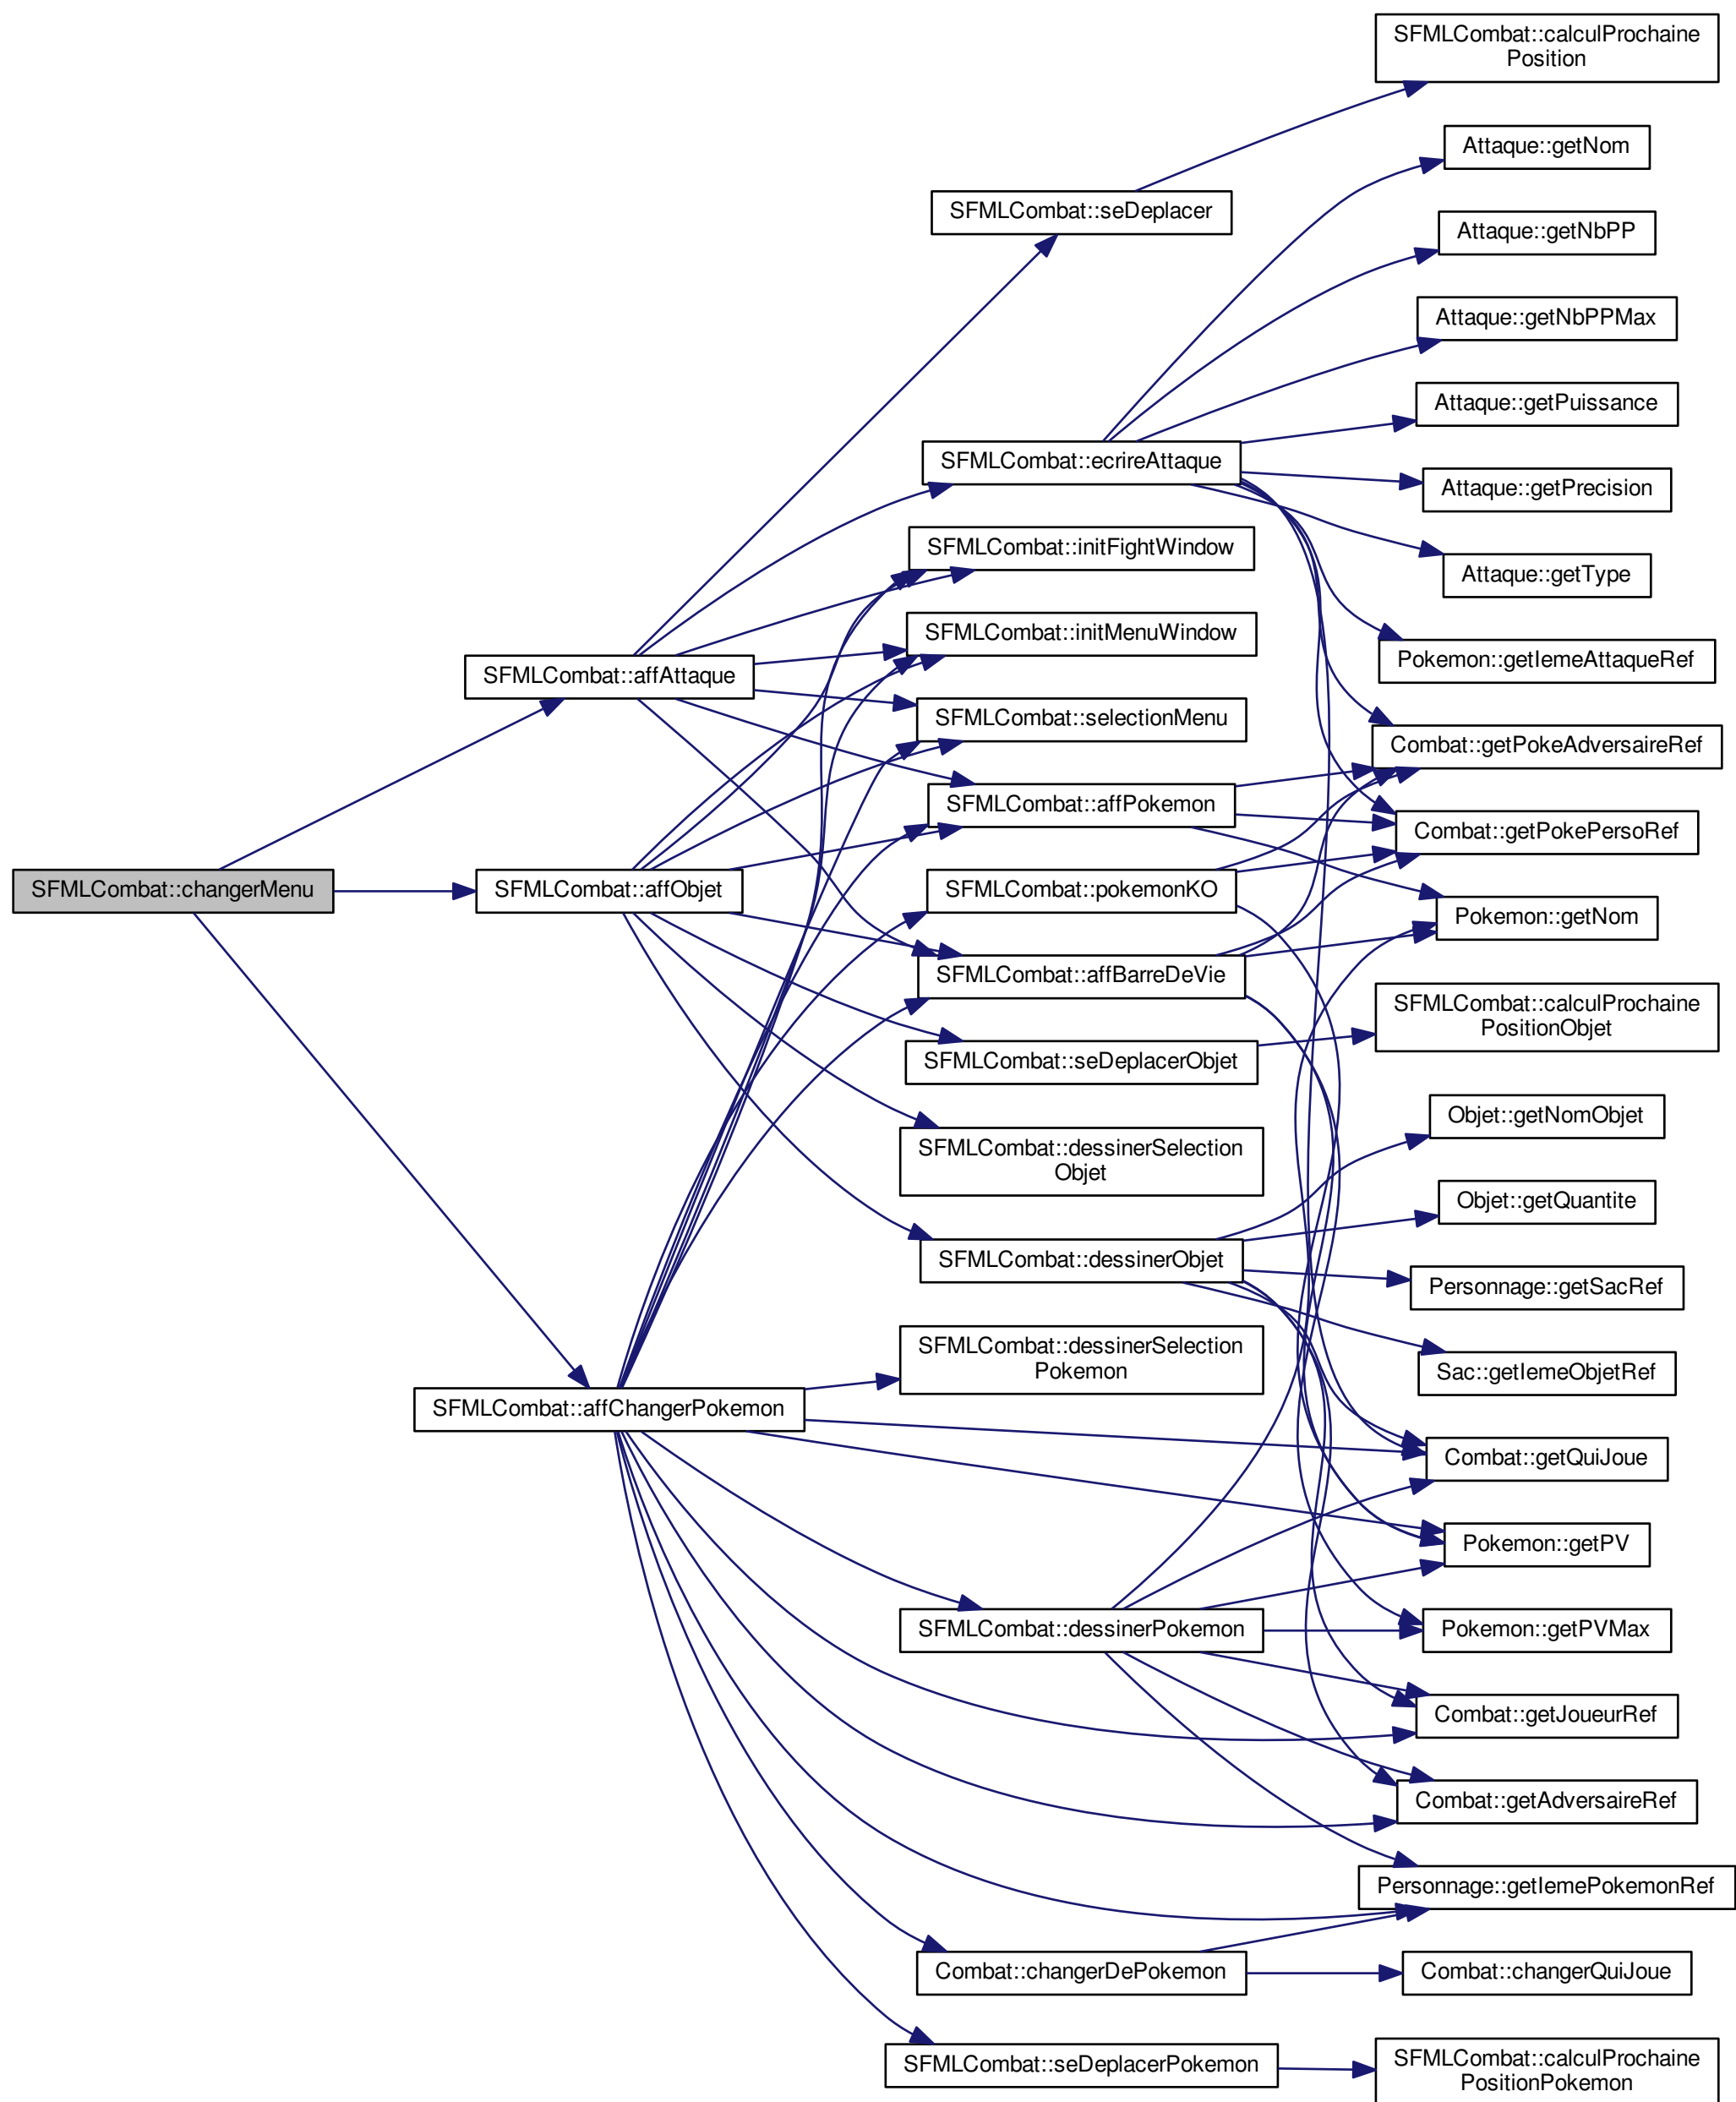 SFMLCombat::changerMenu
SFMLCombat::affAttaque
SFMLCombat::affObjet
SFMLCombat::affChangerPokemon
SFMLCombat::seDeplacer
SFMLCombat::ecrireAttaque
SFMLCombat::initFightWindow
SFMLCombat::initMenuWindow
SFMLCombat::selectionMenu
SFMLCombat::affPokemon
SFMLCombat::pokemonKO
SFMLCombat::affBarreDeVie
SFMLCombat::seDeplacerObjet
SFMLCombat::dessinerSelection
Objet
SFMLCombat::dessinerObjet
SFMLCombat::dessinerSelection
Pokemon
SFMLCombat::dessinerPokemon
Combat::changerDePokemon
SFMLCombat::seDeplacerPokemon
SFMLCombat::calculProchaine
Position
Attaque::getNom
Attaque::getNbPP
Attaque::getNbPPMax
Attaque::getPuissance
Attaque::getPrecision
Attaque::getType
Pokemon::getIemeAttaqueRef
Combat::getPokeAdversaireRef
Combat::getPokePersoRef
Pokemon::getNom
SFMLCombat::calculProchaine
PositionObjet
Objet::getNomObjet
Objet::getQuantite
Personnage::getSacRef
Sac::getIemeObjetRef
Combat::getQuiJoue
Pokemon::getPV
Pokemon::getPVMax
Combat::getJoueurRef
Combat::getAdversaireRef
Personnage::getIemePokemonRef
Combat::changerQuiJoue
SFMLCombat::calculProchaine
PositionPokemon